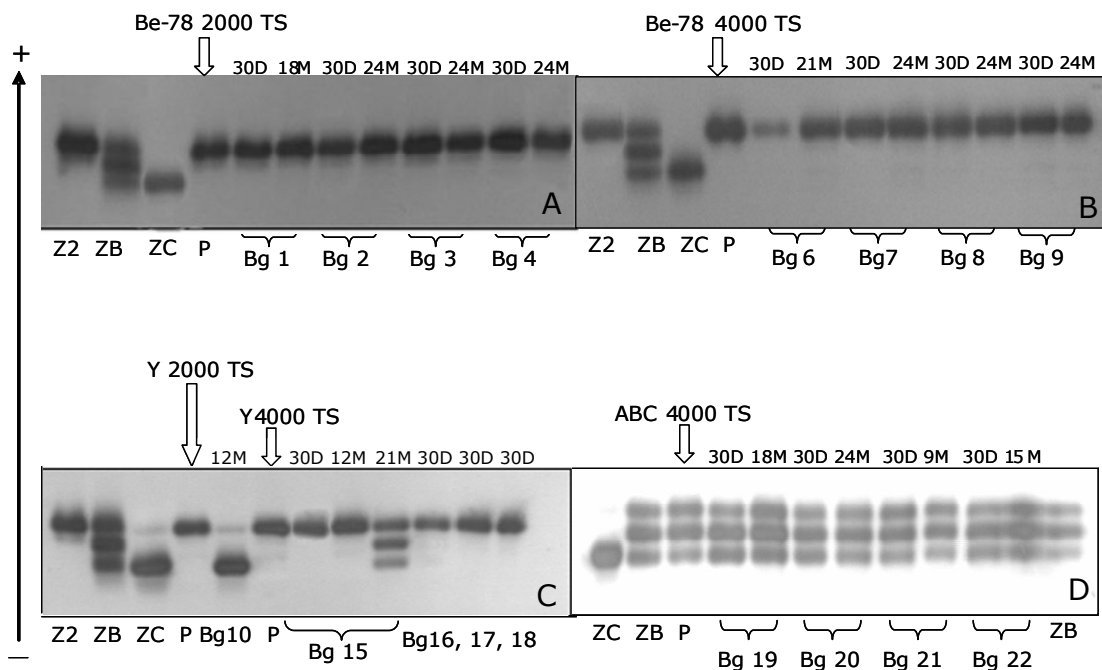 Be-78 2000 TS
Be-78 4000 TS
+
30D 18M 30D 24M 30D 24M 30D 24M
30D 21M 30D 24M 30D 24M 30D 24M
A
B
Z2 ZB ZC P Bg 1 Bg 2 Bg 3 Bg 4
Z2 ZB ZC P Bg 6 Bg7 Bg 8 Bg 9
Y 2000 TS
Y4000 TS
ABC 4000 TS
12M 30D 12M 21M 30D 30D 30D
30D 18M 30D 24M 30D 9M 30D 15 M
C
D
Z2 ZB ZC P Bg10 P Bg 15 Bg16, 17, 18
ZC ZB P Bg 19 Bg 20 Bg 21 Bg 22 ZB
—